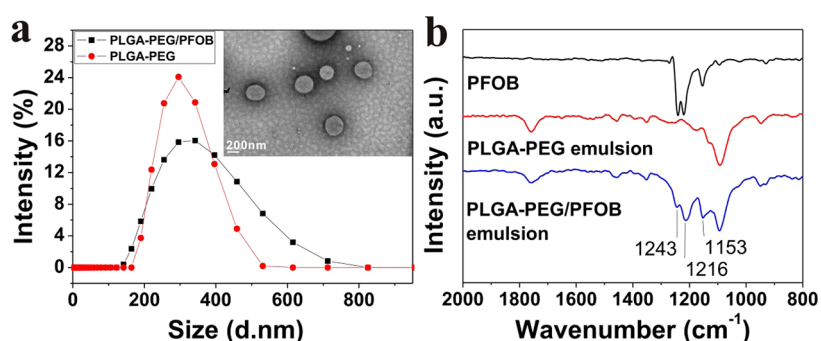 a
PLGA-PEG/PFOB
PLGA-PEG
28
24
20
16
12
8
4
0
Intensity (%)
0 200 400 600 800
Size (d.nm)
200nm
b
PFOB
PLGA-PEG emulsion
PLGA-PEG/PFOB
emulsion
1243
1216
1153
Intensity (a.u.)
2000 1800 1600 1400 1200 1000 800
Wavenumber (cm⁻¹)